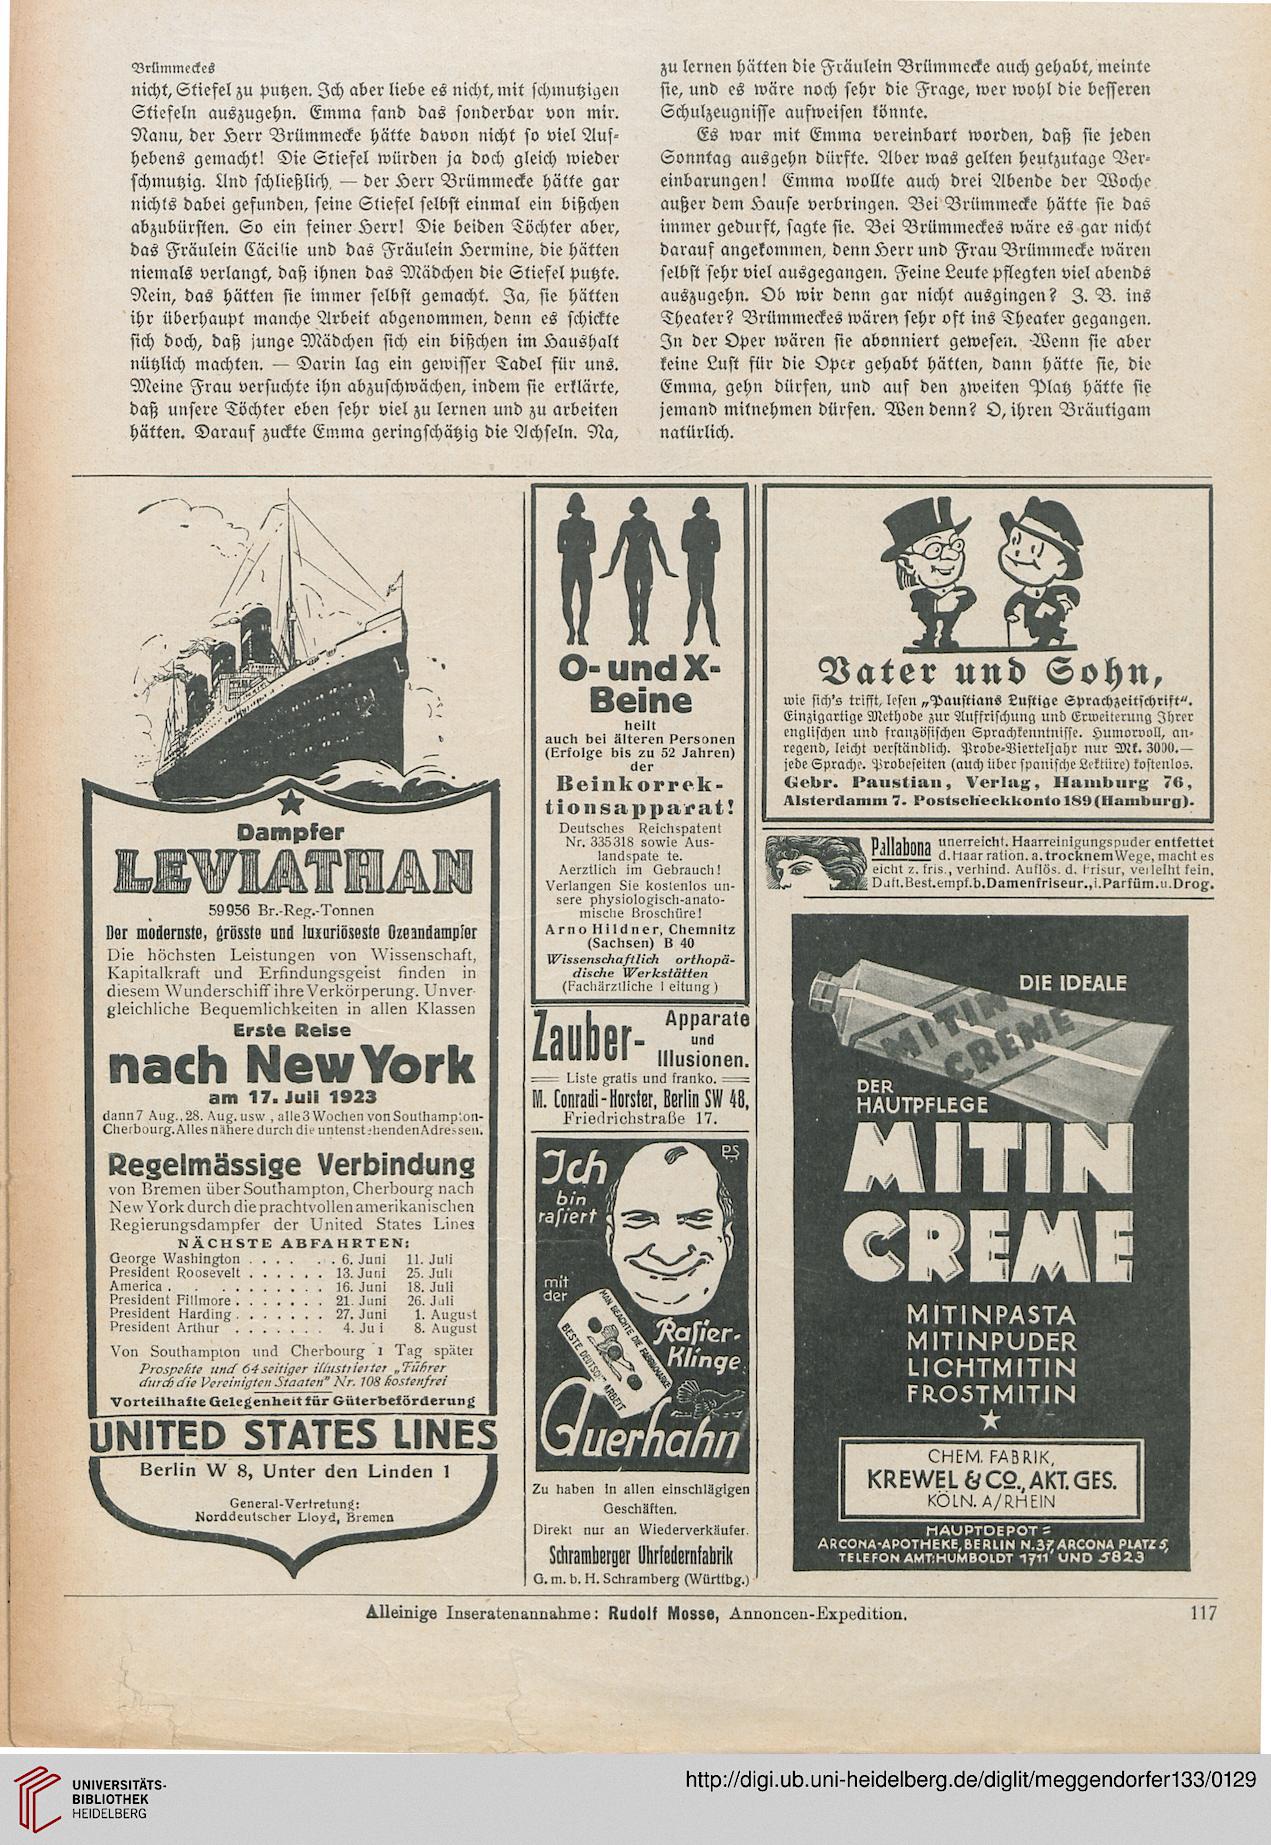 Brümmeckes
nicht, Stiefel zu putzen. Ich aber liebe es nicht, mit schmutzigen
Stiefeln auszugehn. Emma fand das sonderbar von mir.
Nanu, der Herr Brümmecke hätte davon nicht so viel Auf-
hebens gemacht! Die Stiefel würden ja doch gleich wieder
schmutzig. Und schließlich, — der Herr Brümmecke hätte gar
nichts dabei gefunden, seine Stiefel selbst einmal ein bißchen
abzubürsten. So ein feiner Herr! Die beiden Töchter aber,
das Fräulein Cäcilie und das Fräulein Hermine, die hätten
niemals verlangt, daß ihnen das Mädchen die Stiefel putzte.
Nein, das hätten sie immer selbst gemacht. Ja, sie hätten
ihr überhaupt manche Arbeit abgenommen, denn es schickte
sich doch, daß junge Mädchen sich ein bißchen im Haushalt
nützlich machten. — Darin lag ein gewisser Tadel für uns.
Meine Frau versuchte ihn abzuschwächen, indem sie erklärte,
daß unsere Töchter eben sehr viel zu lernen und zu arbeiten
hätten. Darauf zuckte Emma geringschätzig die Achseln. Na,
zu lernen hätten die Fräulein Brümmecke auch gehabt, meinte
sie, und es wäre noch sehr die Frage, wer wohl die besseren
Schulzeugnisse aufweisen könnte.
Es war mit Emma vereinbart worden, daß sie jeden
Sonntag ausgehn dürfte. Aber was gelten heutzutage Ver-
einbarungen! Emma wollte auch drei Abende der Woche
außer dem Hause verbringen. Bei Brümmecke hätte sie das
immer gedurft, sagte sie. Bei Brümmeckes wäre es gar nicht
darauf angekommen, denn Herr und Frau Brümmecke wären
selbst sehr viel ausgegangen. Feine Leute pflegten viel abends
auszugehn. Ob wir denn gar nicht ausgingen? Z. B. ins
Theater? Brümmeckes wären sehr oft ins Theater gegangen.
In der Oper wären sie abonniert gewesen. Wenn sie aber
keine Lust für die Oper gehabt hätten, dann hätte sie, die
Emma, gehn dürfen, und auf den zweiten Platz hätte sie
jemand mitnehmen dürfen. Wen denn? O, ihren Bräutigam
natürlich.
Dampfer
LEVIATHAN
59956 Br.-Reg.-Tonnen
Der modernste, grösste und luxuriöseste Ozeandampfer
Die höchsten Leistungen von Wissenschaft,
Kapitalkraft und Erfindungsgeist finden in
diesem Wunderschiff ihre Verkörperung. Unver-
gleichliche Bequemlichkeiten in allen Klassen
Erste Reise
nach New York
am 17. Juli 1923
dann 7 Aug., 28. Aug. usw., alle 3 Wochen von Southampton-
Cherbourg. Alles nähere durch die untenstehenden Adressen.
Regelmässige Verbindung
von Bremen über Southampton, Cherbourg nach
New York durch die prachtvollen amerikanischen
Regierungsdampfer der United States Lines
NÄCHSTE ABFAHRTEN:
George Washington . . . . . . 6. Juni 11. Juli
President Roosevelt . . . . . . 13. Juni 25. Juli
America . . . . . . . . . . 16. Juni 18. Juli
President Fillmore . . . . . . . 21. Juni 26. Juli
President Harding . . . . . . . 27. Juni 1. August
President Arthur . . . . . . . 4. Ju i 8. August
Von Southampton und Cherbourg 1 Tag später
Prospekte und 64 seitiger illustrierter „Führer
durch die Vereinigten Staaten" Nr. 108 kostenfrei
Vorteilhafte Gelegenheit für Güterbeförderung
UNITED STATES LINES
Berlin W 8, Unter den Linden 1
General-Vertretung:
Norddeutscher Lloyd, Bremen
O- und X-
Beine
heilt
auch bei älteren Personen
(Erfolge bis zu 52 Jahren)
der
Beinkorrek-
tionsapparat!
Deutsches Reichspatent
Nr. 335318 sowie Aus-
landspate te.
Aerztlich im Gebrauch!
Verlangen Sie kostenlos un-
sere physiologisch-anato-
mische Broschüre!
Arno Hildner, Chemnitz
(Sachsen) B 40
Wissenschaftlich orthopä-
dische Werkstätten
(Fachärztliche Leitung)
Zauber-
Apparate
und
Illusionen.
Liste gratis und franko.
M. Conradi-Horster, Berlin SW 48,
Friedrichstraße 17.
PS
Ich
bin
rasiert
mit
der
MAN BEACHTE DIE FABRIKMARKE
BESTE DEUTSCHE ARBEIT
Rasier-
Klinge
Auerhahn
Zu haben in allen einschlägigen
Geschäften.
Direkt nur an Wiederverkäufer.
Schramberger Uhrfedernfabrik
G. m. b. H. Schramberg (Württbg.)
Vater und Sohn,
wie sich's trifft, lesen „Paustians Lustige Sprachzeitschrift".
Einzigartige Methode zur Auffrischung und Erweiterung Ihrer
englischen und französischen Sprachkenntnisse. Humorvoll, an-
regend, leicht verständlich. Probe-Vierteljahr nur Mk. 3000.—
jede Sprache. Probeseiten (auch über spanische Lektüre) kostenlos.
Gebr. Paustian, Verlag, Hamburg 76,
Alsterdamm 7. Postscheckkonto 189 (Hamburg).
Pallabona unerreicht. Haarreinigungspuder entfettet
d. Haar ration. a. trocknem Wege, macht es
eicht z. fris., verhind. Auflös. d. Frisur, verleiht fein.
Duft. Best. empf. b. Damenfriseur., i. Parfüm. u. Drog.
DIE IDEALE
MITIN
CREME
DER
HAUTPFLEGE
MITIN
CREME
MITINPASTA
MITINPUDER
LICHTMITIN
FROSTMITIN
CHEM. FABRIK,
KREWEL & CO., AKT. GES.
KÖLN. A/RHEIN
HAUPTDEPOT =
ARCONA-APOTHEKE, BERLIN N. 37, ARCONA PLATZ 5,
TELEFON AMT: HUMBOLDT 1711 UND 5823
Alleinige Inseratenannahme: Rudolf Mosse, Annoncen-Expedition.
117
UNIVERSITÄTS-
BIBLIOTHEK
HEIDELBERG
http://digi.ub.uni-heidelberg.de/diglit/meggendorfer133/0129